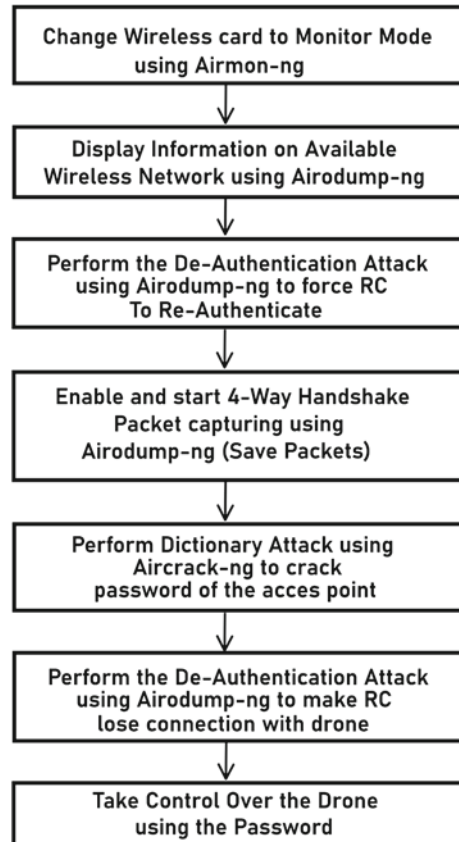 Change Wireless card to Monitor Mode
using Airmon-ng
Display Information on Available
Wireless Network using Airodump-ng
Perform the De-Authentication Attack
using Airodump-ng to force RC
To Re-Authenticate
Enable and start 4-Way Handshake
Packet capturing using
Airodump-ng (Save Packets)
Perform Dictionary Attack using
Aircrack-ng to crack
password of the acces point
Perform the De-Authentication Attack
using Airodump-ng to make RC
lose connection with drone
Take Control Over the Drone
using the Password